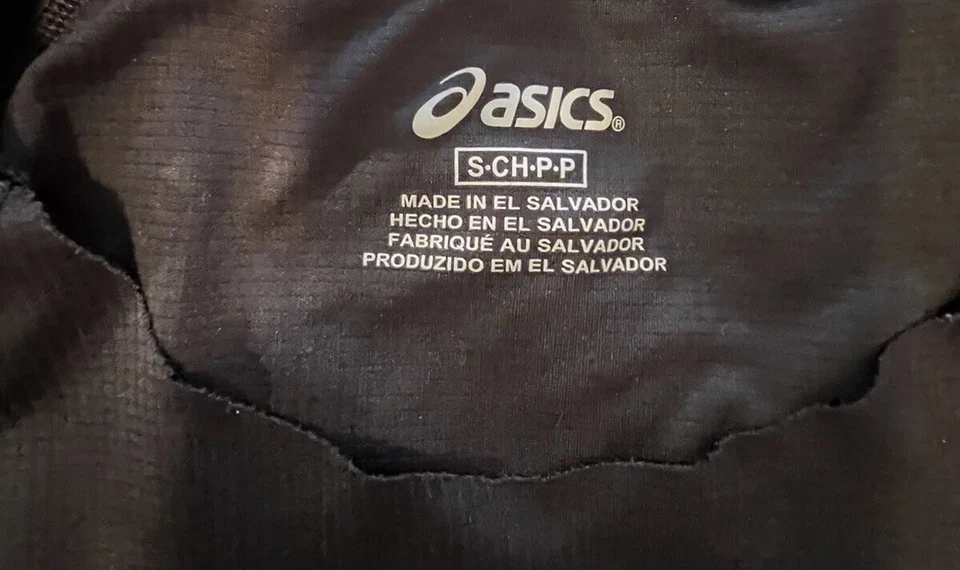 asics®
S·CH·P·P
MADE IN EL SALVADOR
HECHO EN EL SALVADOR
FABRIQUÉ AU SALVADOR
PRODUZIDO EM EL SALVADOR